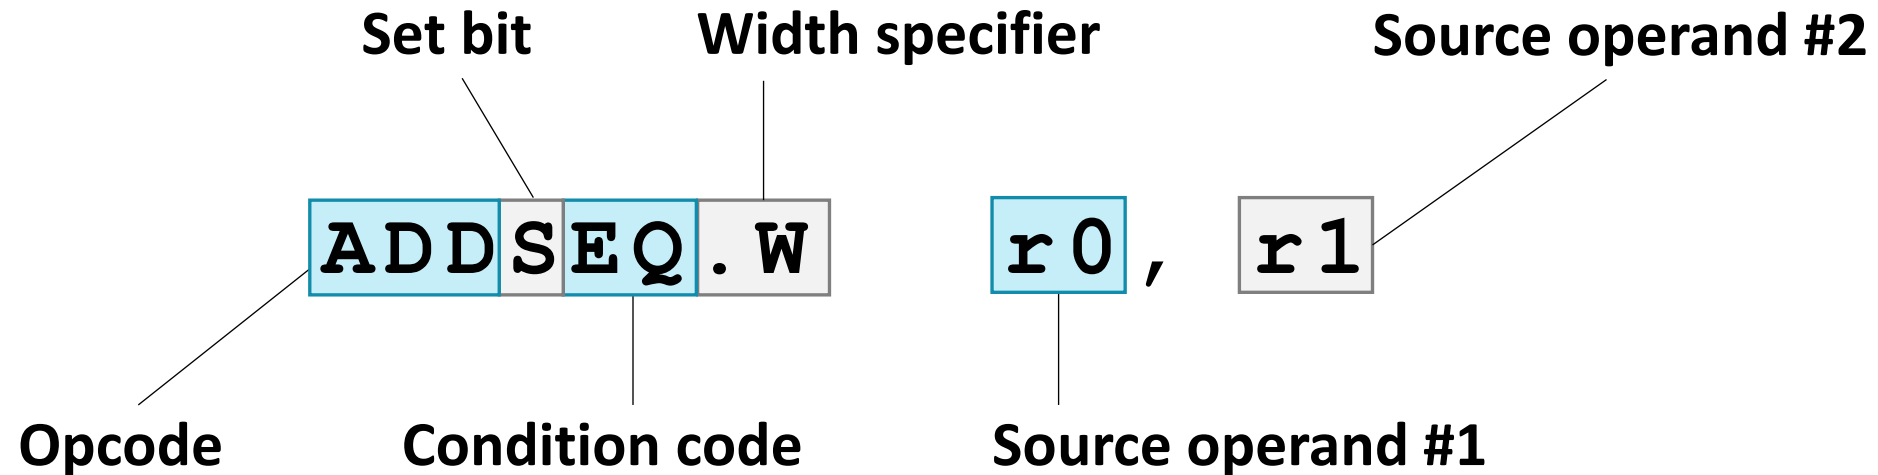 Set bit
Width specifier
Source operand #2
ADDSEQ.W r0, r1
Opcode
Condition code
Source operand #1